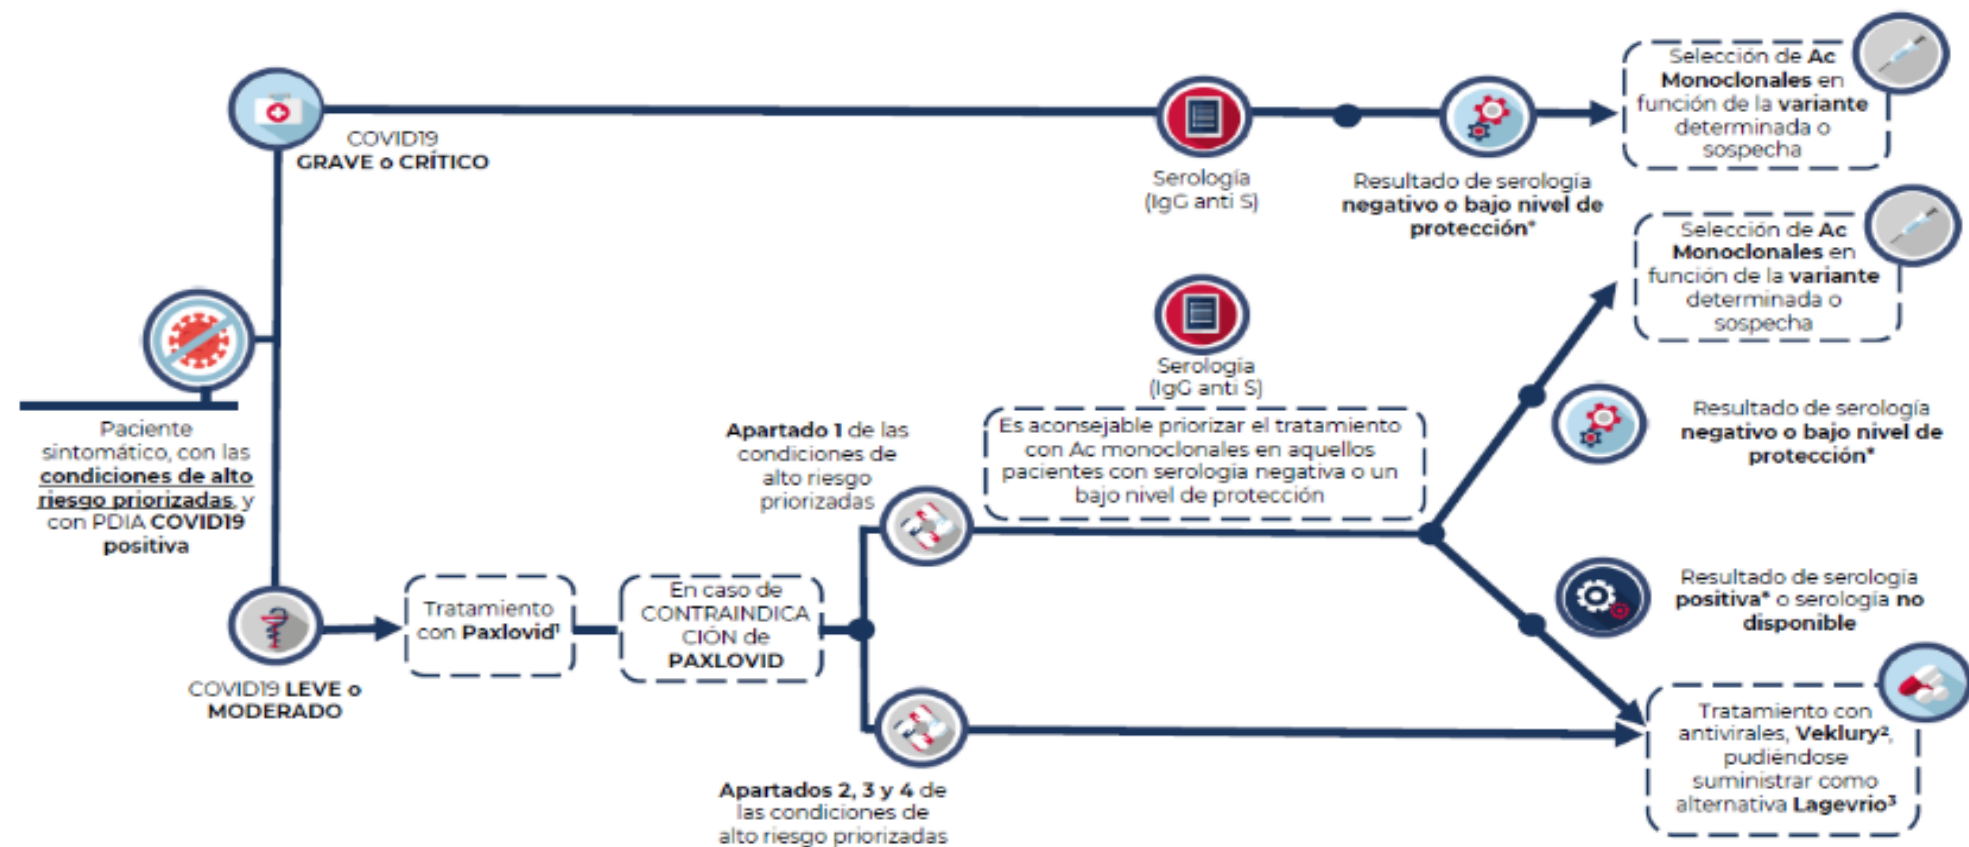 COVID19
GRAVE o CRÍTICO
Serología
(IgG anti S)
Resultado de serología
negativo o bajo nivel de
protección*
Selección de Ac
Monoclonales en
función de la variante
determinada o
sospecha
Selección de Ac
Monoclonales en
función de la variante
determinada o
sospecha
Serologia
(IgG anti S)
Paciente
sintomático, con las
condiciones de alto
riesgo priorizadas, y
con PDIA COVID19
positiva
Apartado 1 de las
condiciones de
alto riesgo
priorizadas
Es aconsejable priorizar el tratamiento
con Ac monoclonales en aquellos
pacientes con serología negativa o un
bajo nivel de protección
Resultado de serología
negativo o bajo nivel de
protección*
Resultado de serología
positiva* o serología no
disponible
COVID19 LEVE o
MODERADO
Tratamiento
con Paxlovid¹
En caso de
CONTRAINDICA
CIÓN de
PAXLOVID
Apartados 2, 3 y 4 de
las condiciones de
alto riesgo priorizadas
Tratamiento con
antivirales, Veklury²,
pudiéndose
suministrar como
alternativa Lagevrio³